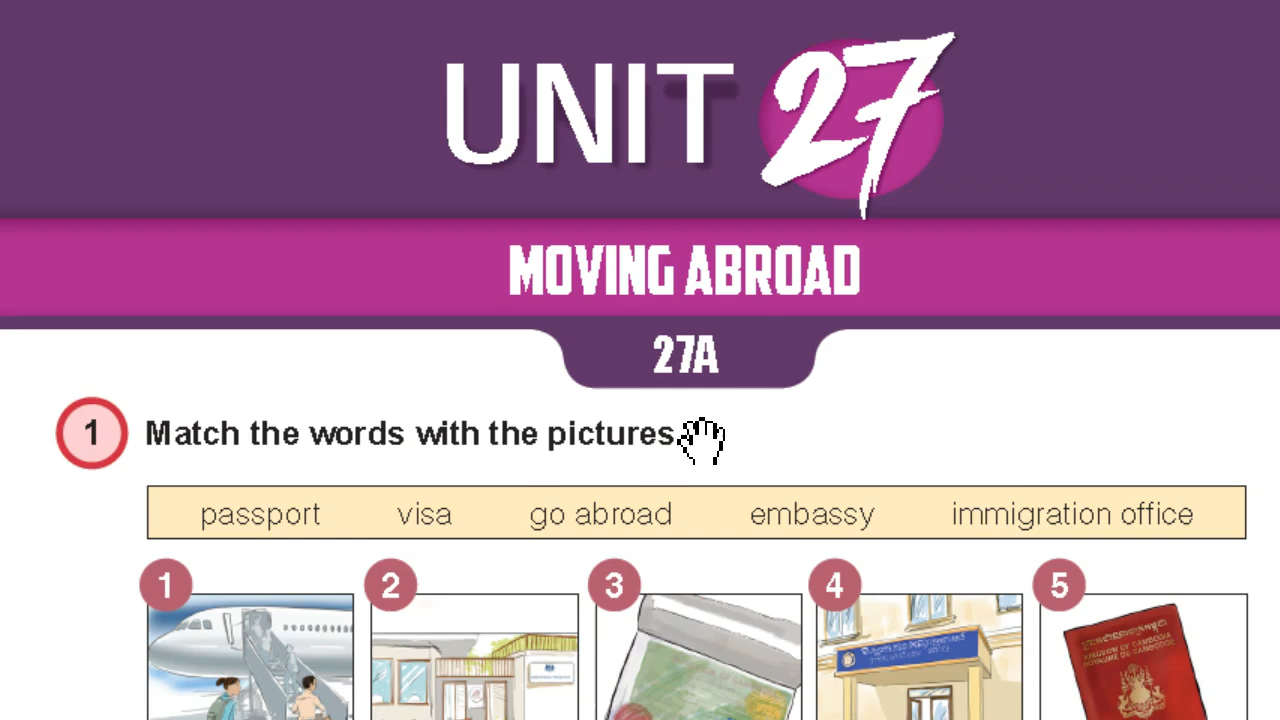 UNIT 27
MOVING ABROAD
27A
1 Match the words with the pictures.
passport visa go abroad embassy immigration office
1 2 3 4 5
KINGDOM OF CAMBODIA
ROYAUME DU CAMBODGE